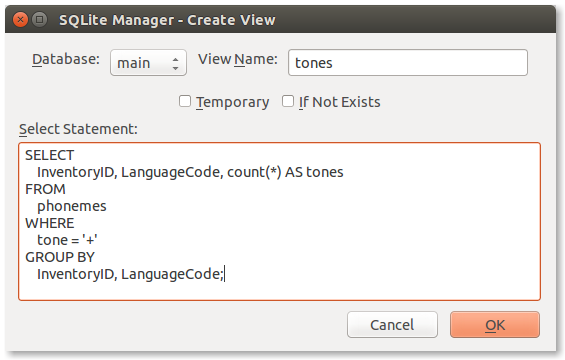 SQLite Manager - Create View
Database: main View Name: tones
Temporary If Not Exists
Select Statement:
SELECT
InventoryID, LanguageCode, count(*) AS tones
FROM
phonemes
WHERE
tone = '+'
GROUP BY
InventoryID, LanguageCode;
Cancel OK